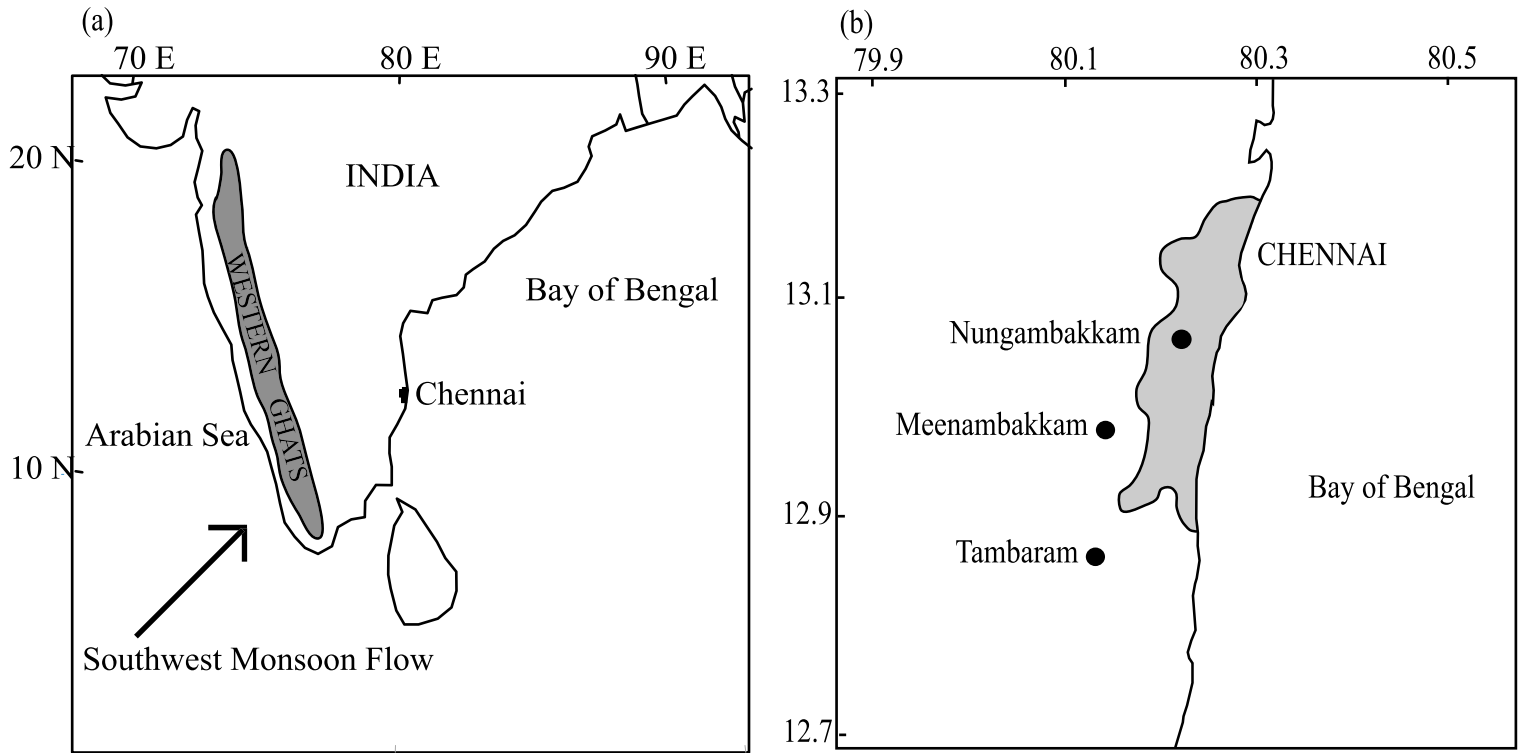 (a)
70 E 80 E 90 E
20 N
INDIA
WESTERN GHATS
Bay of Bengal
Chennai
Arabian Sea
10 N
Southwest Monsoon Flow
(b)
79.9 80.1 80.3 80.5
13.3
CHENNAI
13.1
Nungambakkam
Meenambakkam
Bay of Bengal
12.9
Tambaram
12.7